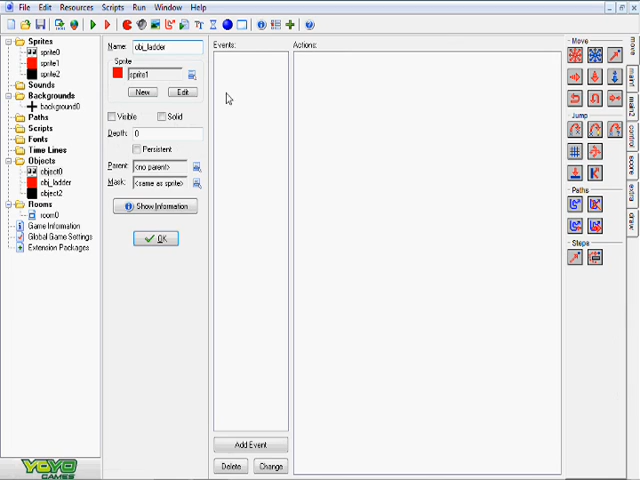 File Edit Resources Scripts Run Window Help
Sprites
sprite0
sprite1
sprite2
Sounds
Backgrounds
background0
Paths
Scripts
Fonts
Time Lines
Objects
object0
obj_ladder
object2
Rooms
room0
Game Information
Global Game Settings
Extension Packages
YOYO
GAMES
Name: obj_ladder
Sprite
sprite1
New Edit
Visible Solid
Depth: 0
Persistent
Parent: <no parent>
Mask: <same as sprite>
Show Information
OK
Events:
Add Event
Delete Change
Actions:
Move
Jump
Paths
Steps
move
main1
main2
control
score
extra
draw